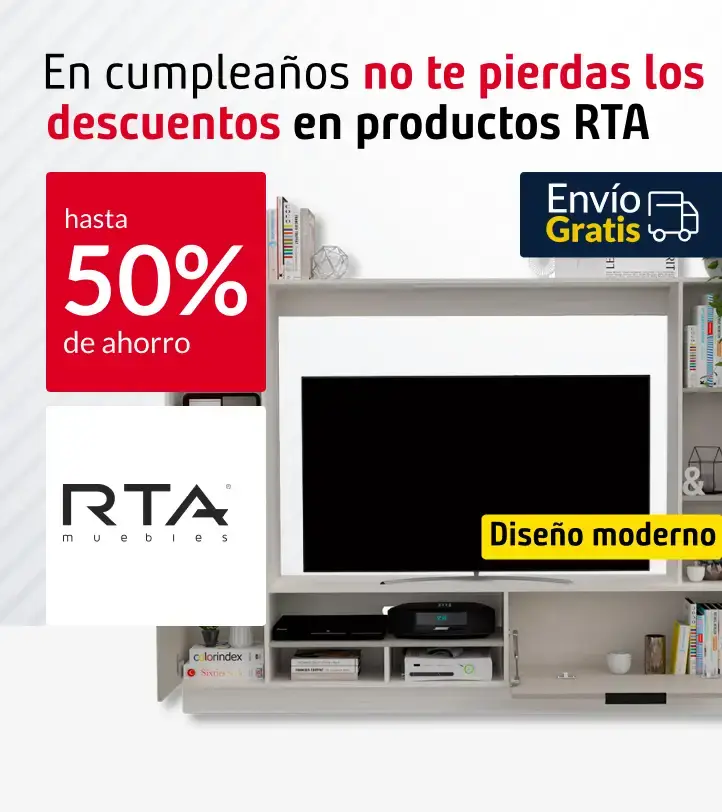 En cumpleaños no te pierdas los
descuentos en productos RTA
hasta
50%
de ahorro
Envío
Gratis
RTA®
muebles
&
Diseño moderno
colorindex